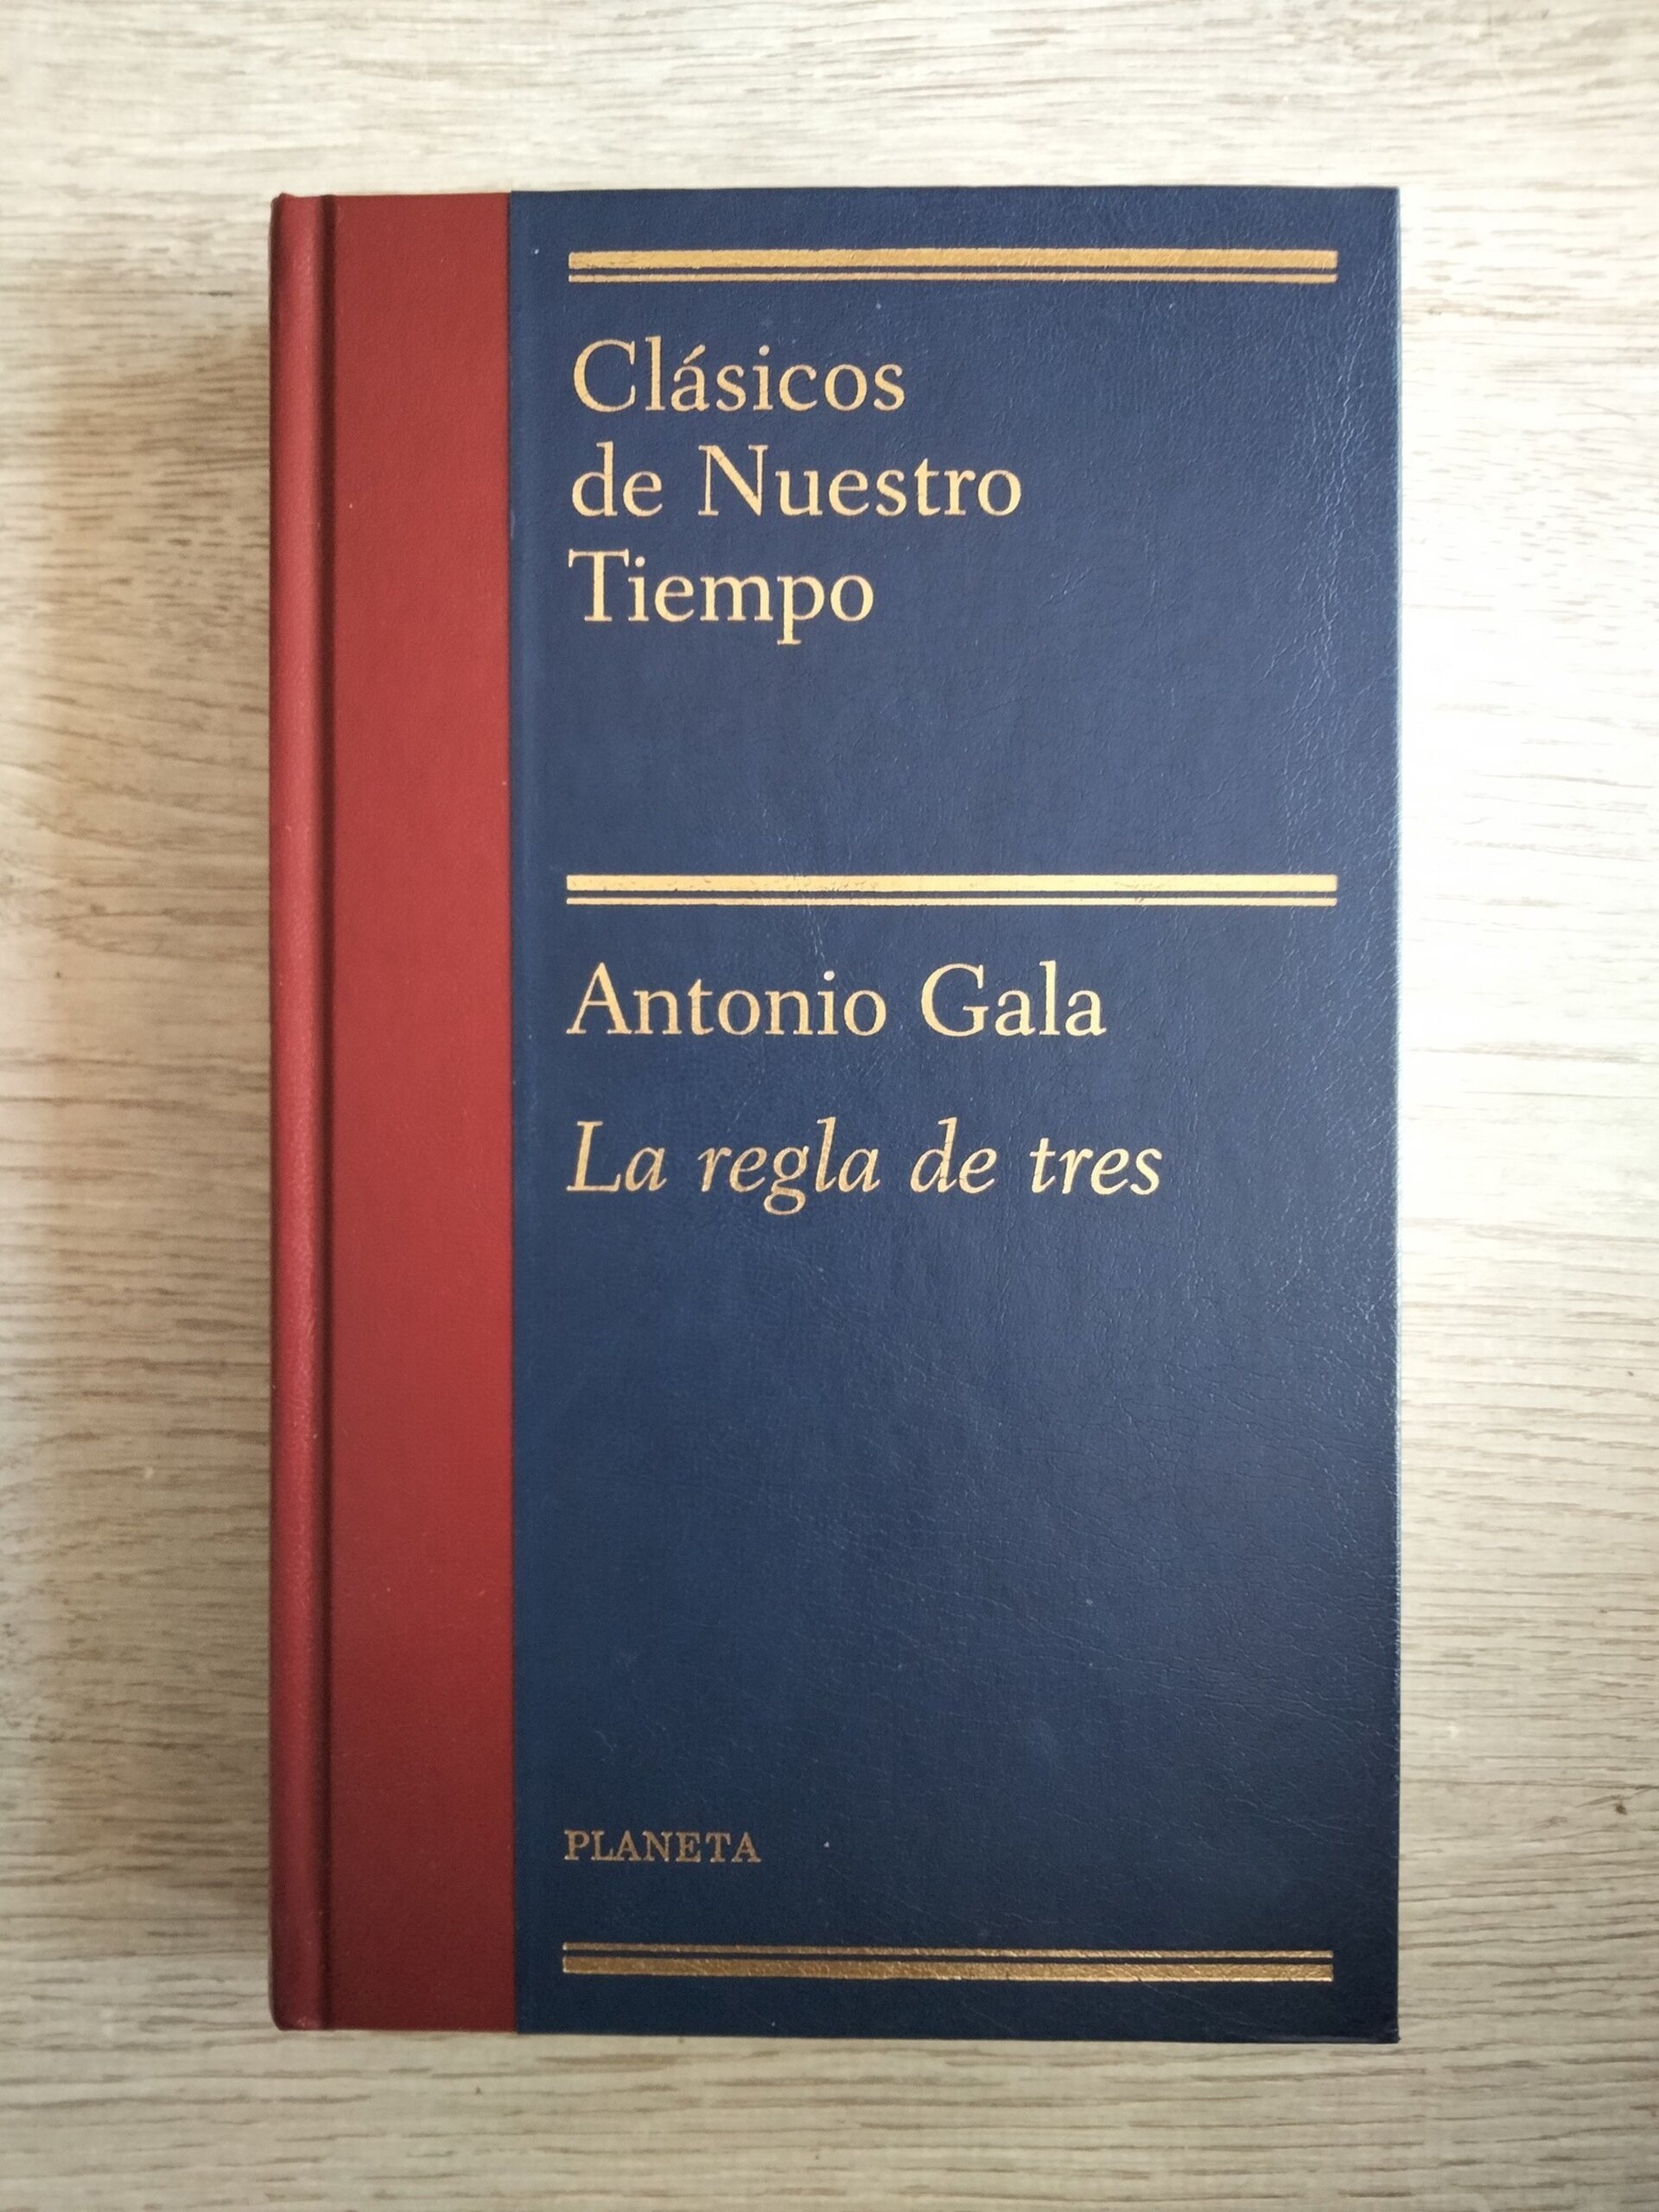 Clásicos
de Nuestro
Tiempo
Antonio Gala
La regla de tres
PLANETA